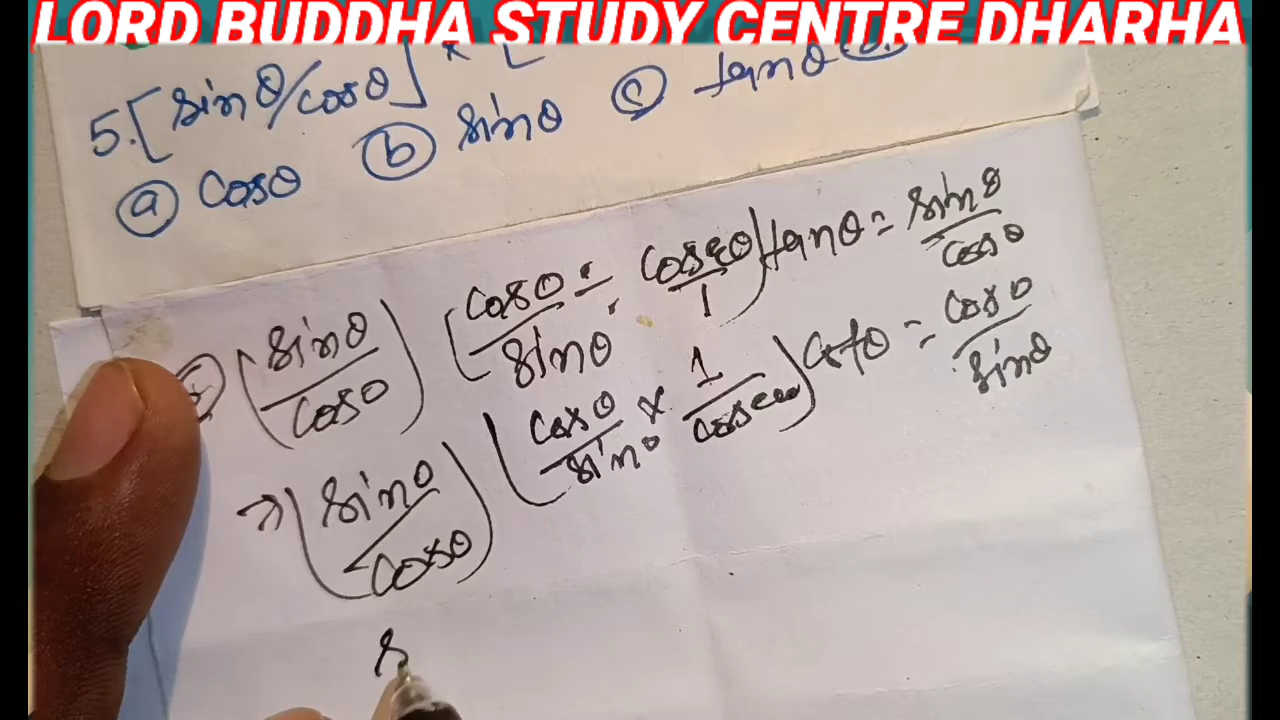 LORD BUDDHA STUDY CENTRE DHARHA
5. [sinθ/cosθ] × [
ⓐ cosθ ⓑ sinθ ⓒ tanθ
(sinθ/cosθ) [cosθ/sinθ ÷ cosecθ/1) tanθ = sinθ/cosθ
⇒ (sinθ/cosθ) [cosθ/sinθ × 1/cosec) cotθ = cosθ/sinθ
s